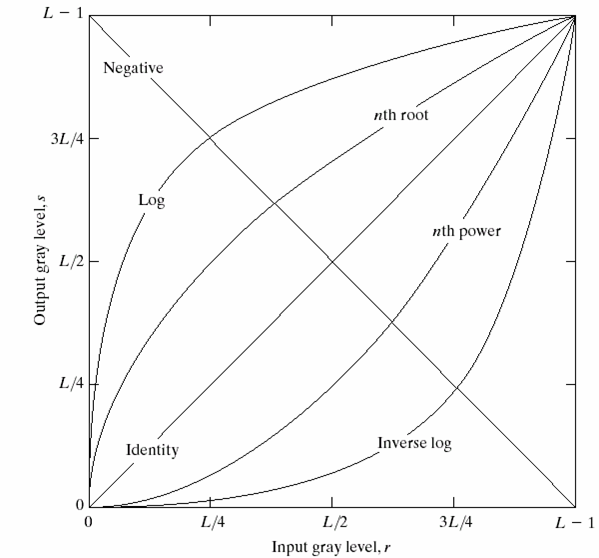 L − 1
Negative
nth root
3L/4
Log
nth power
L/2
Output gray level, s
L/4
Identity
Inverse log
0
0 L/4 L/2 3L/4 L − 1
Input gray level, r